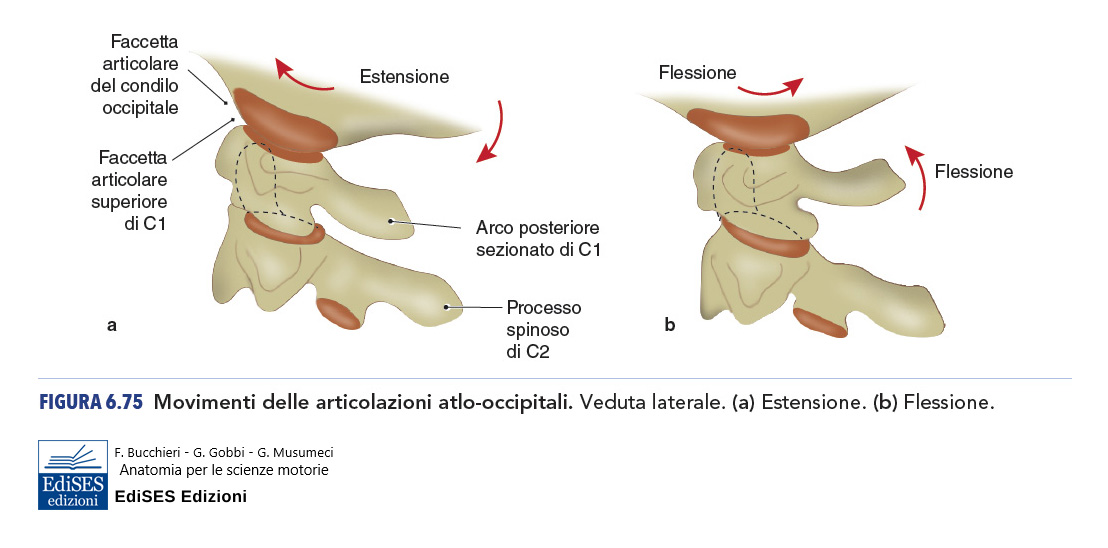 Faccetta
articolare
del condilo
occipitale
Estensione
Faccetta
articolare
superiore
di C1
Arco posteriore
sezionato di C1
Processo
spinoso
di C2
a
Flessione
Flessione
b
FIGURA 6.75 Movimenti delle articolazioni atlo-occipitali. Veduta laterale. (a) Estensione. (b) Flessione.
EdiSES
edizioni
F. Bucchieri - G. Gobbi - G. Musumeci
Anatomia per le scienze motorie
EdiSES Edizioni